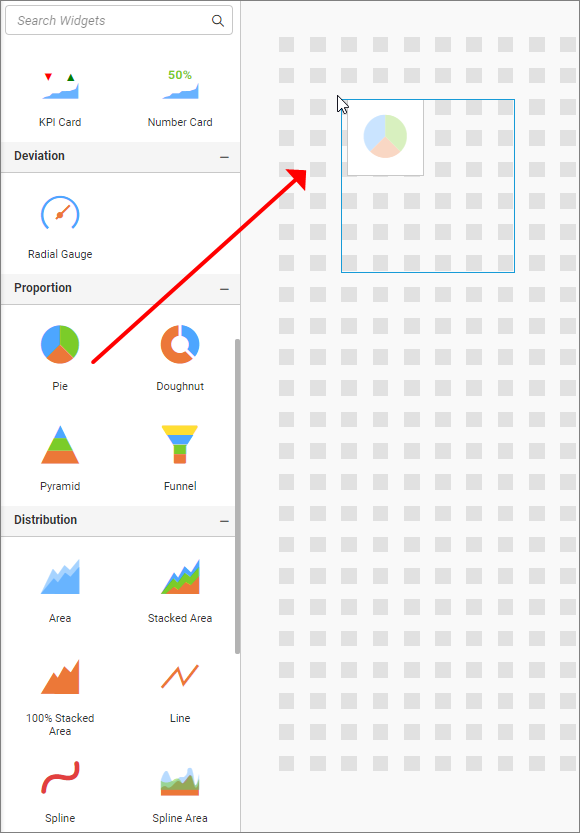 Search Widgets
50%
KPI Card
Number Card
Deviation
Radial Gauge
Proportion
Pie
Doughnut
Pyramid
Funnel
Distribution
Area
Stacked Area
100% Stacked
Area
Line
Spline
Spline Area